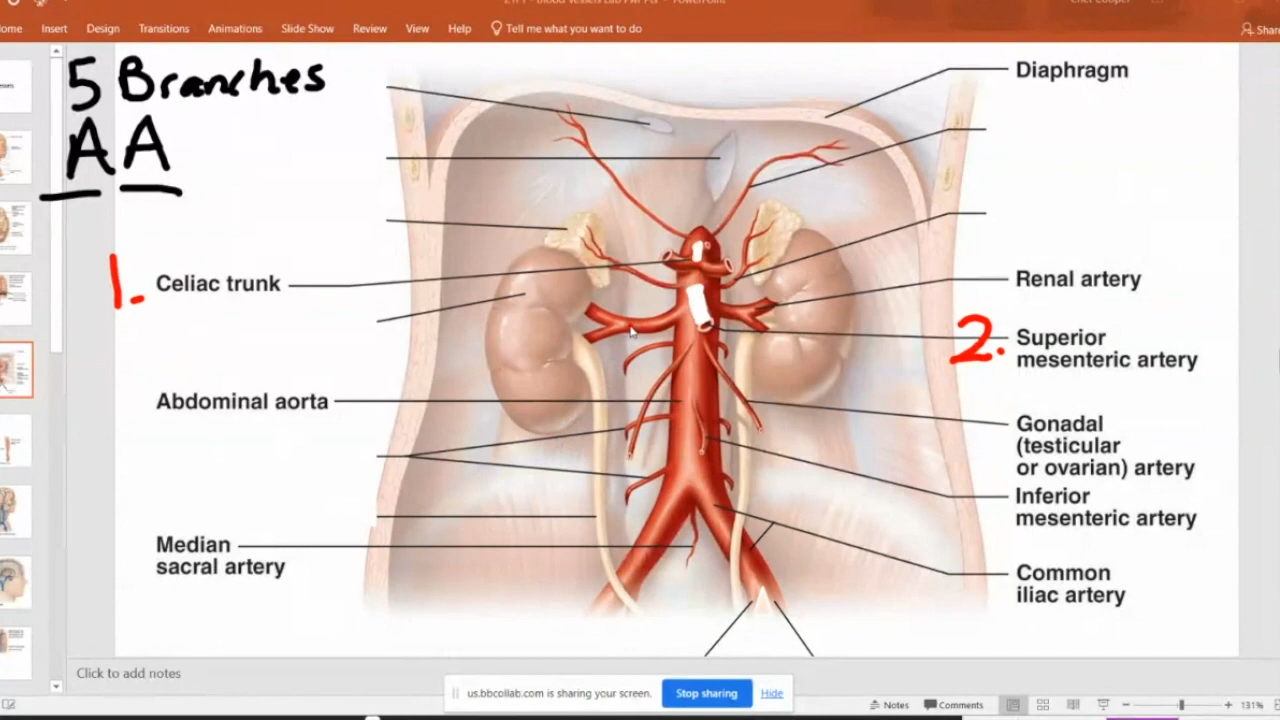 Insert Design Transitions Animations Slide Show Review View Help Tell me what you want to do
5 Branches
A A
Diaphragm
1. Celiac trunk
Renal artery
2. Superior
mesenteric artery
Abdominal aorta
Gonadal
(testicular
or ovarian) artery
Inferior
mesenteric artery
Median
sacral artery
Common
iliac artery
Click to add notes
us.bbcollab.com is sharing your screen. Stop sharing Hide
Notes Comments 131%